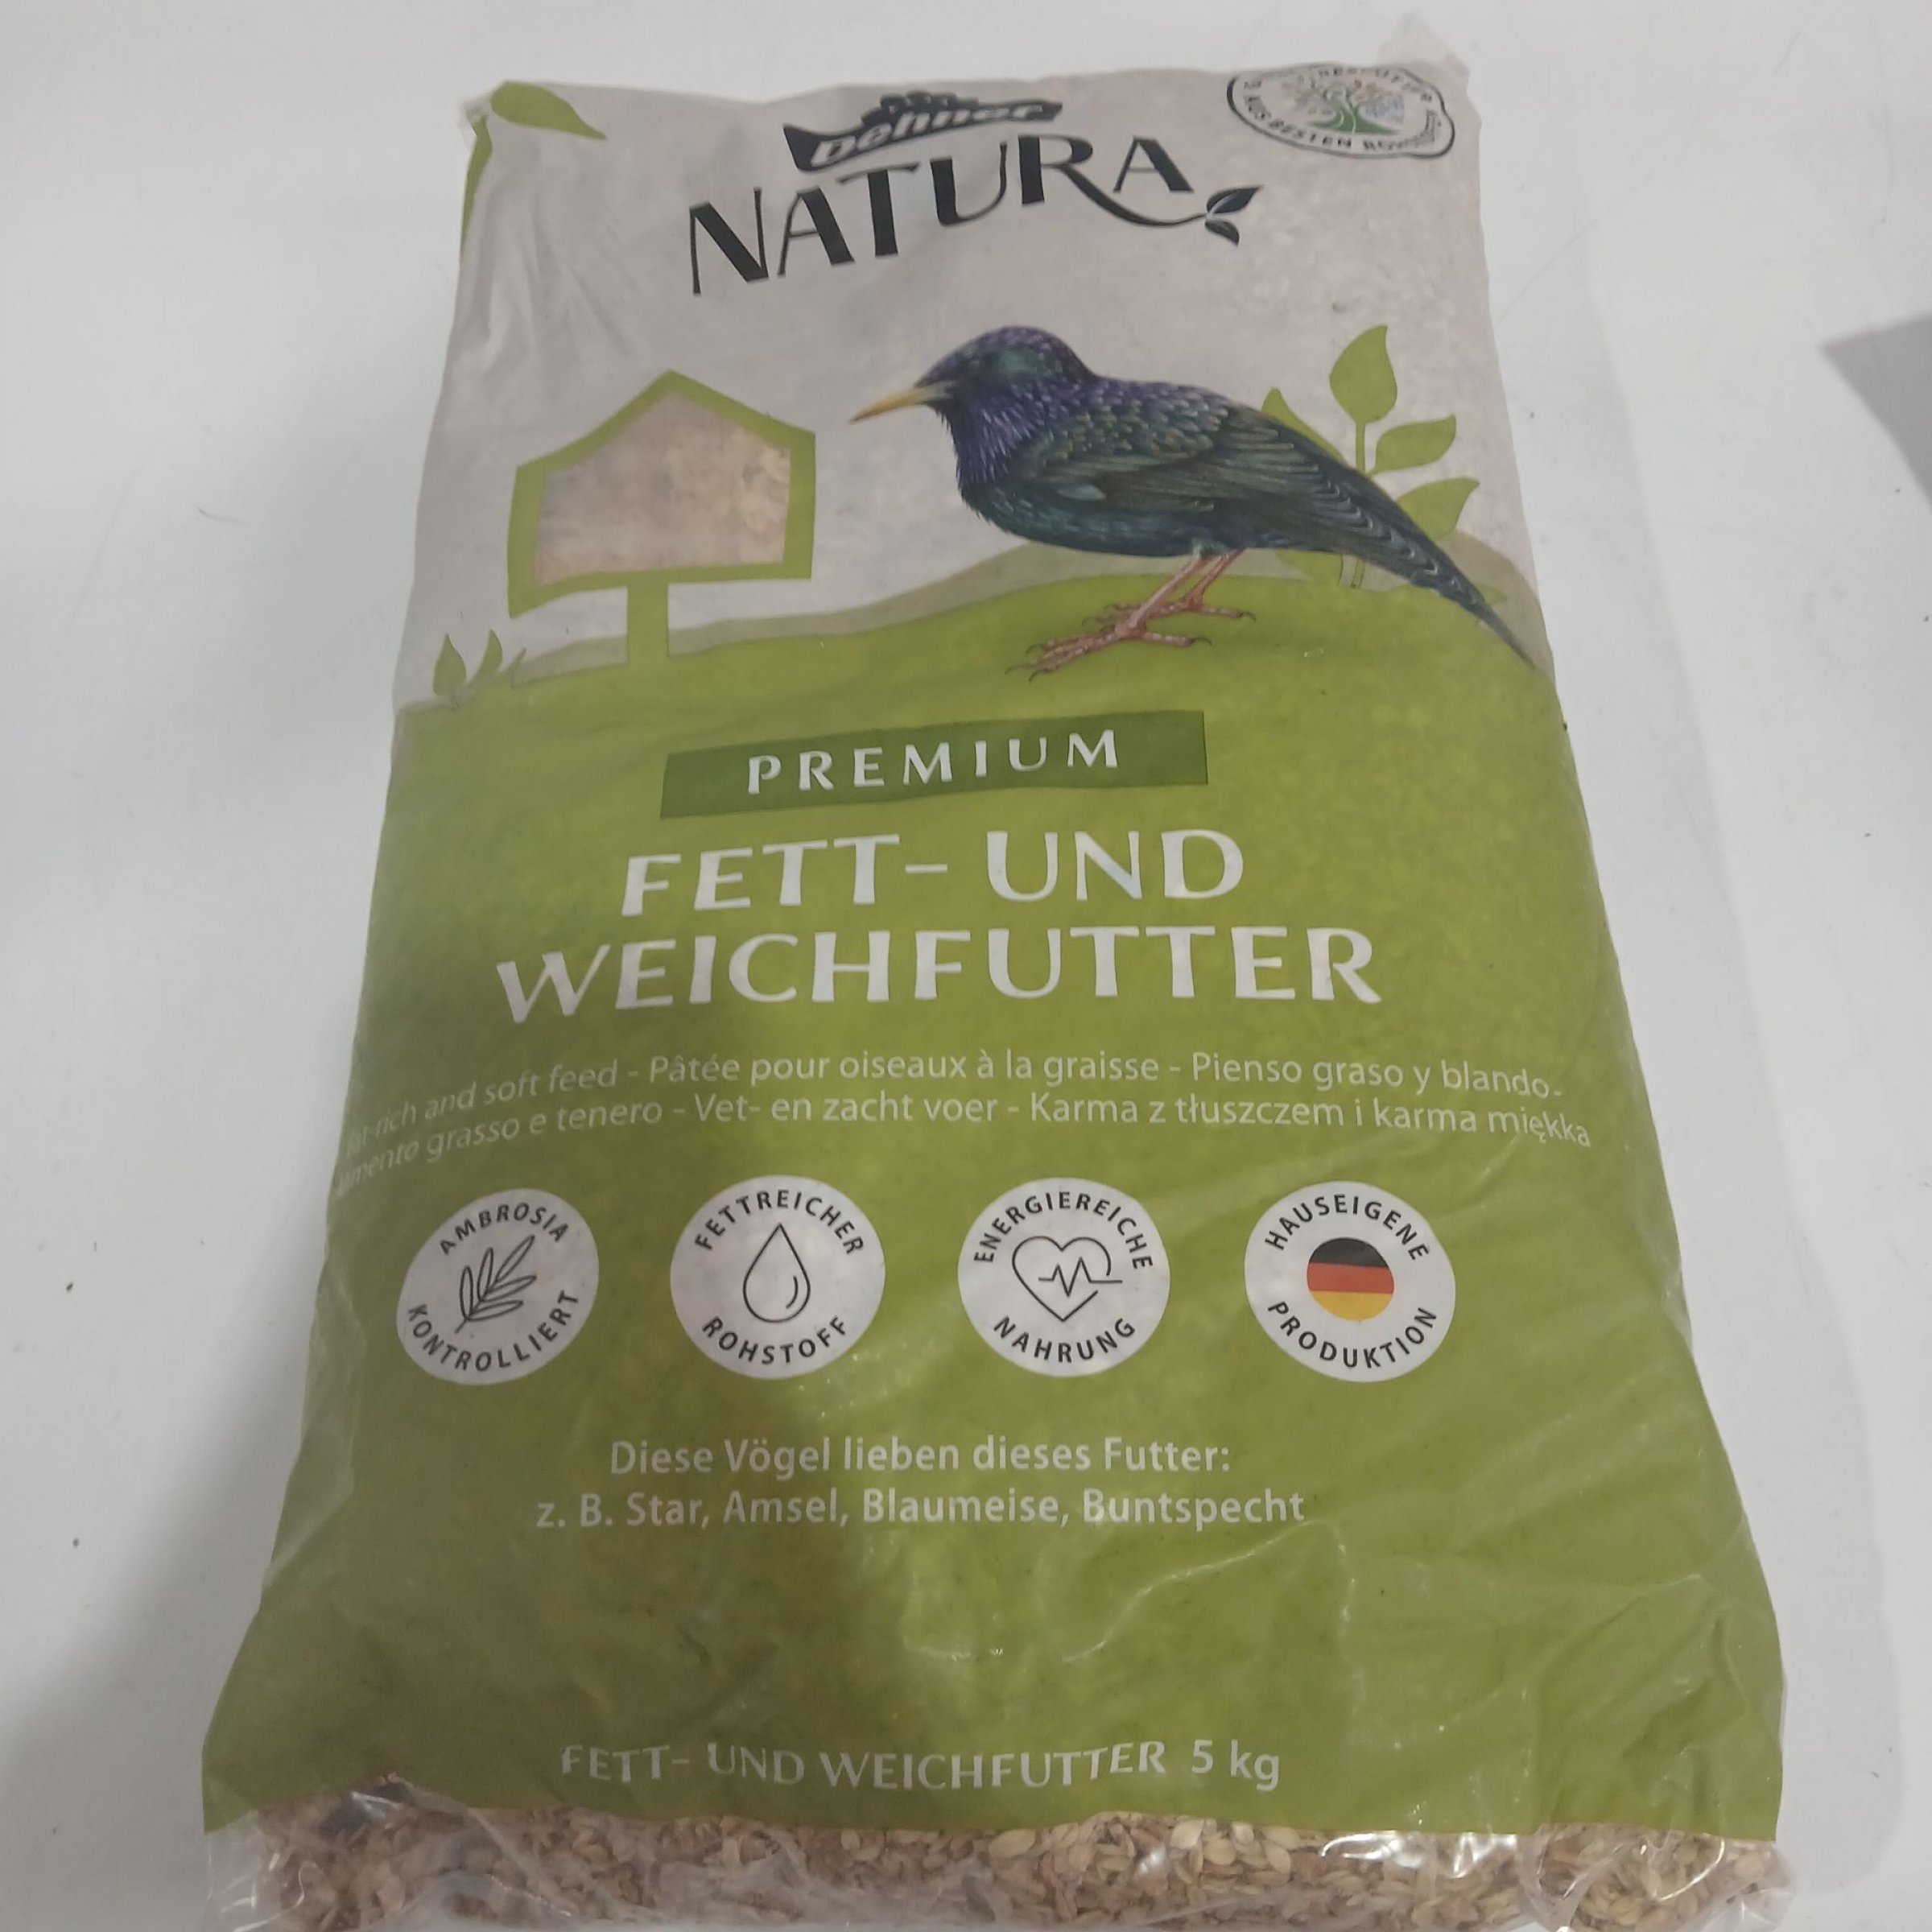 Dehner
NATURA
AUS BESTEN
PREMIUM
FETT- UND
WEICHFUTTER
and soft feed - Pâtée pour oiseaux à la graisse - Pienso graso y blando-
grasso e tenero - Vet- en zacht voer - Karma z tłuszczem i karma miękka
AMBROSIA
KONTROLLIERT
FETTREICHER
ROHSTOFF
ENERGIEREICHE
NAHRUNG
HAUSEIGENE
PRODUKTION
Diese Vögel lieben dieses Futter:
z. B. Star, Amsel, Blaumeise, Buntspecht
FETT- UND WEICHFUTTER 5 kg